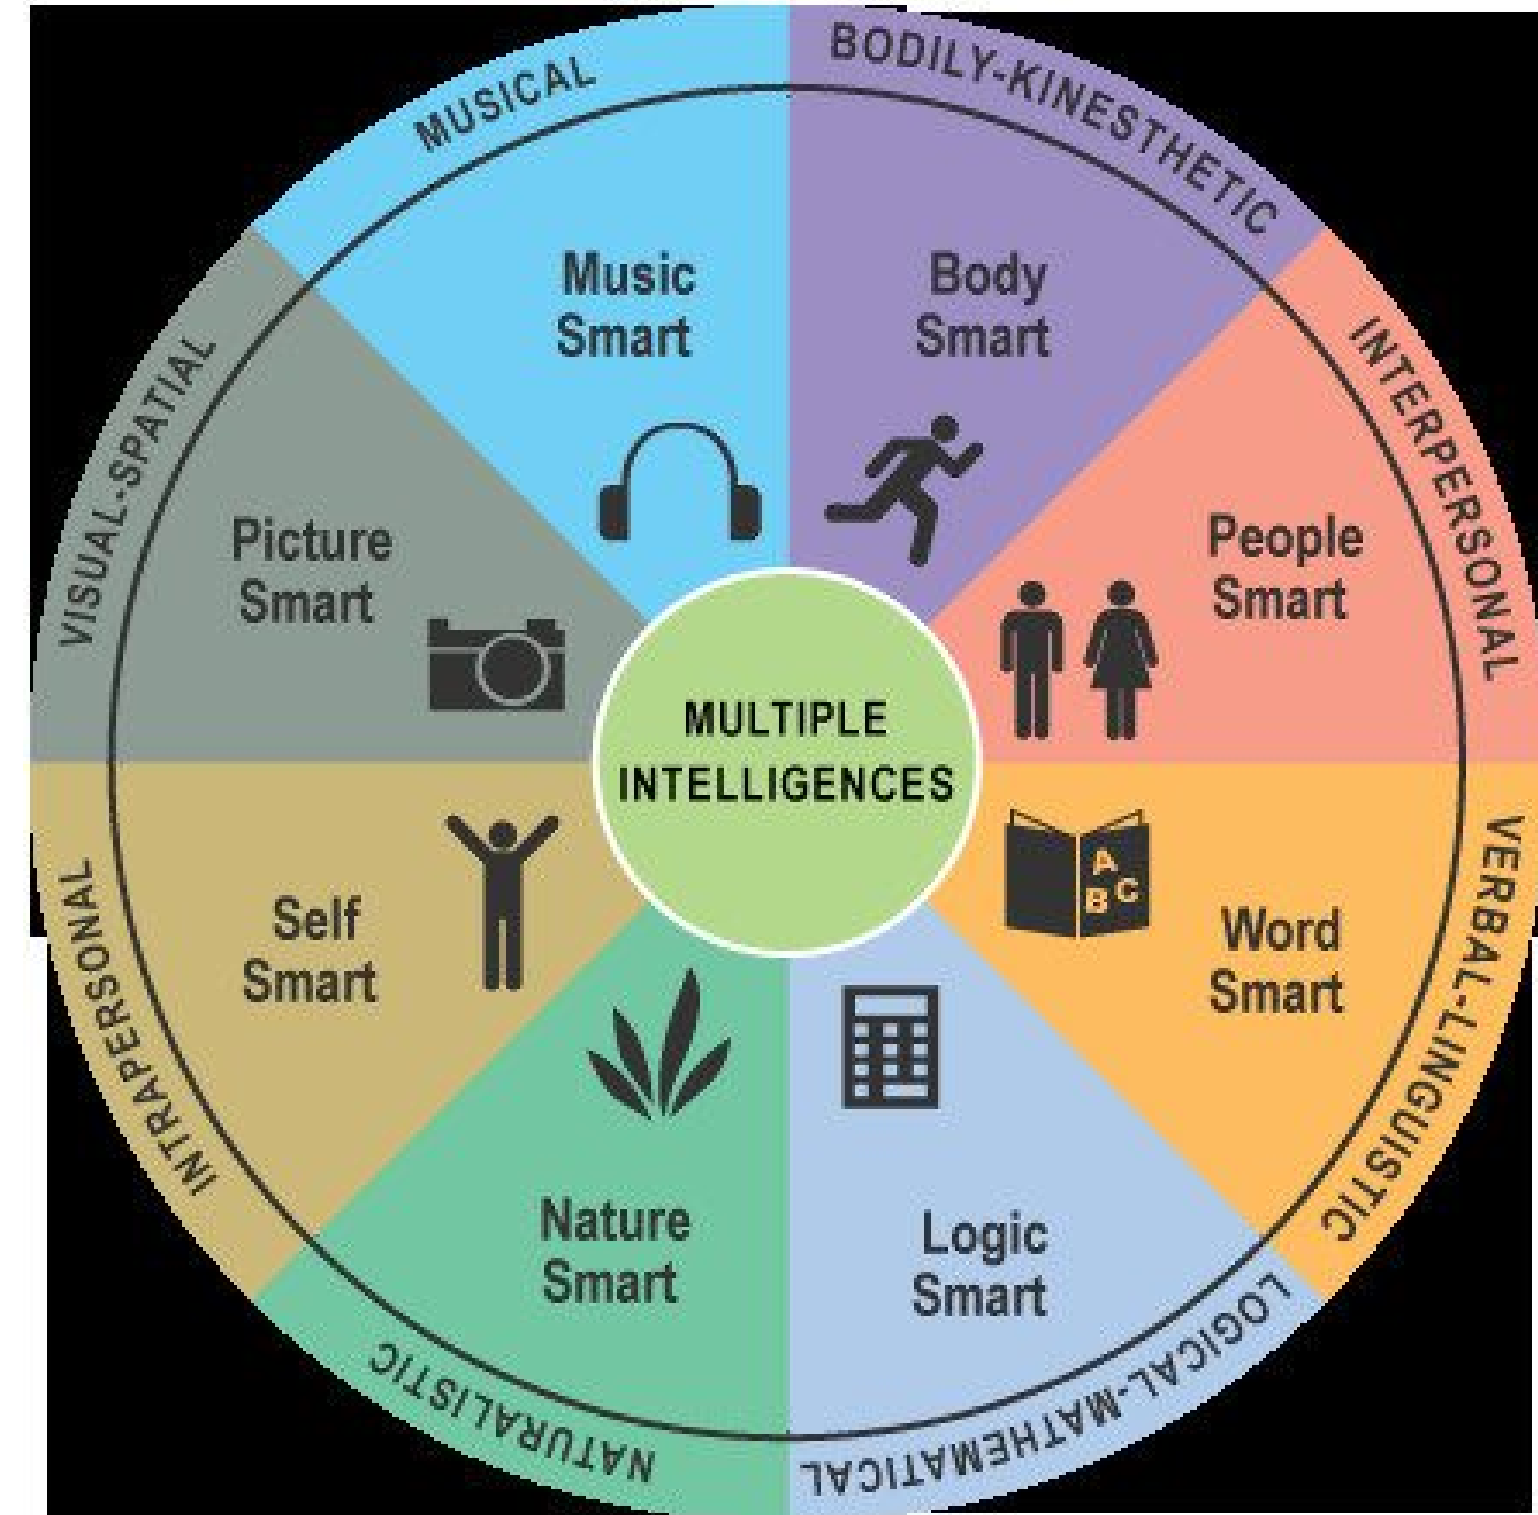 MUSICAL
Music
Smart
BODILY-KINESTHETIC
Body
Smart
INTERPERSONAL
People
Smart
VERBAL-LINGUISTIC
A
B C
Word
Smart
LOGICAL-MATHEMATICAL
Logic
Smart
NATURALISTIC
Nature
Smart
INTRAPERSONAL
Self
Smart
VISUAL-SPATIAL
Picture
Smart
MULTIPLE
INTELLIGENCES